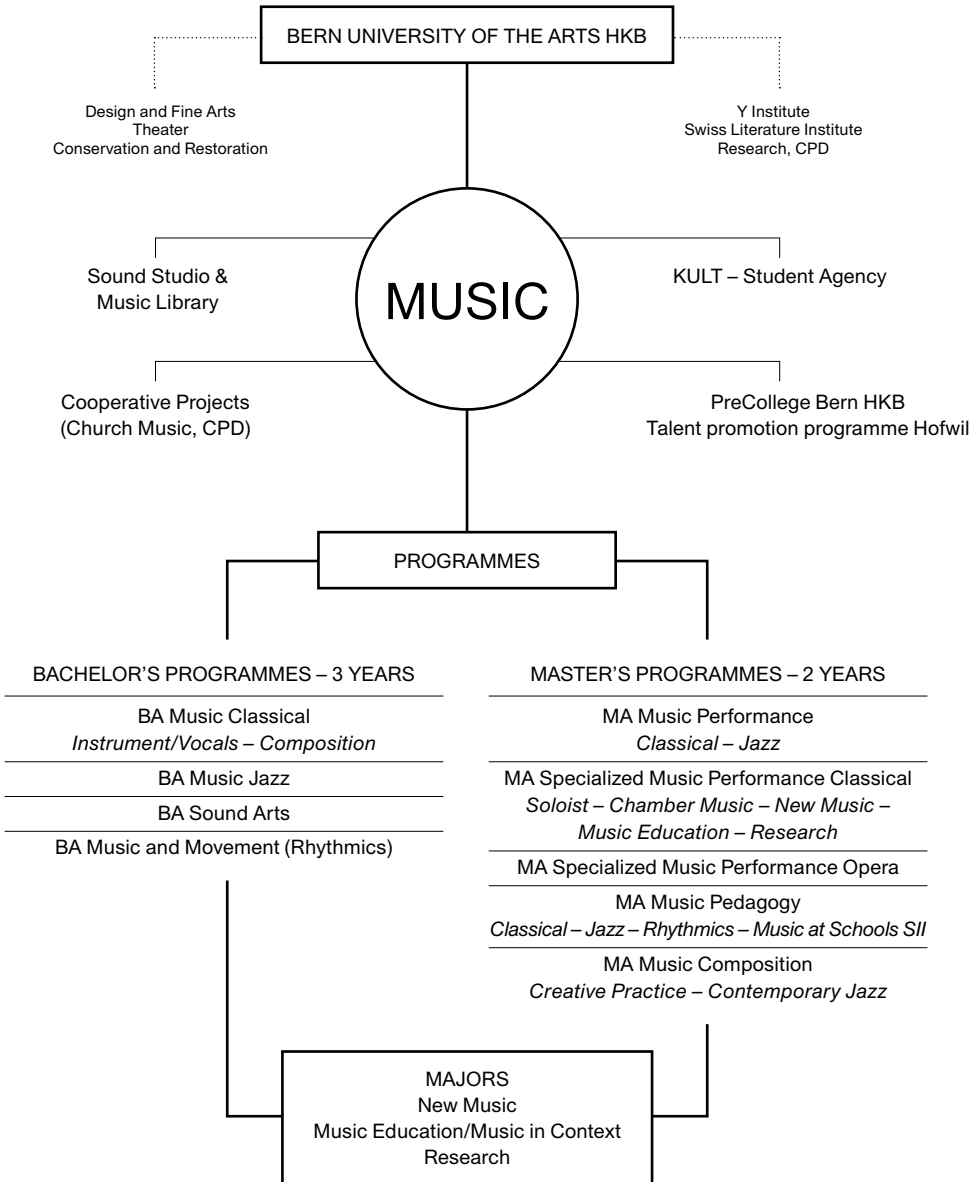 BERN UNIVERSITY OF THE ARTS HKB
Design and Fine Arts
Theater
Conservation and Restoration
Y Institute
Swiss Literature Institute
Research, CPD
MUSIC
Sound Studio &
Music Library
KULT – Student Agency
Cooperative Projects
(Church Music, CPD)
PreCollege Bern HKB
Talent promotion programme Hofwil
PROGRAMMES
BACHELOR'S PROGRAMMES – 3 YEARS
BA Music Classical
Instrument/Vocals – Composition
BA Music Jazz
BA Sound Arts
BA Music and Movement (Rhythmics)
MASTER'S PROGRAMMES – 2 YEARS
MA Music Performance
Classical – Jazz
MA Specialized Music Performance Classical
Soloist – Chamber Music – New Music –
Music Education – Research
MA Specialized Music Performance Opera
MA Music Pedagogy
Classical – Jazz – Rhythmics – Music at Schools SII
MA Music Composition
Creative Practice – Contemporary Jazz
MAJORS
New Music
Music Education/Music in Context
Research